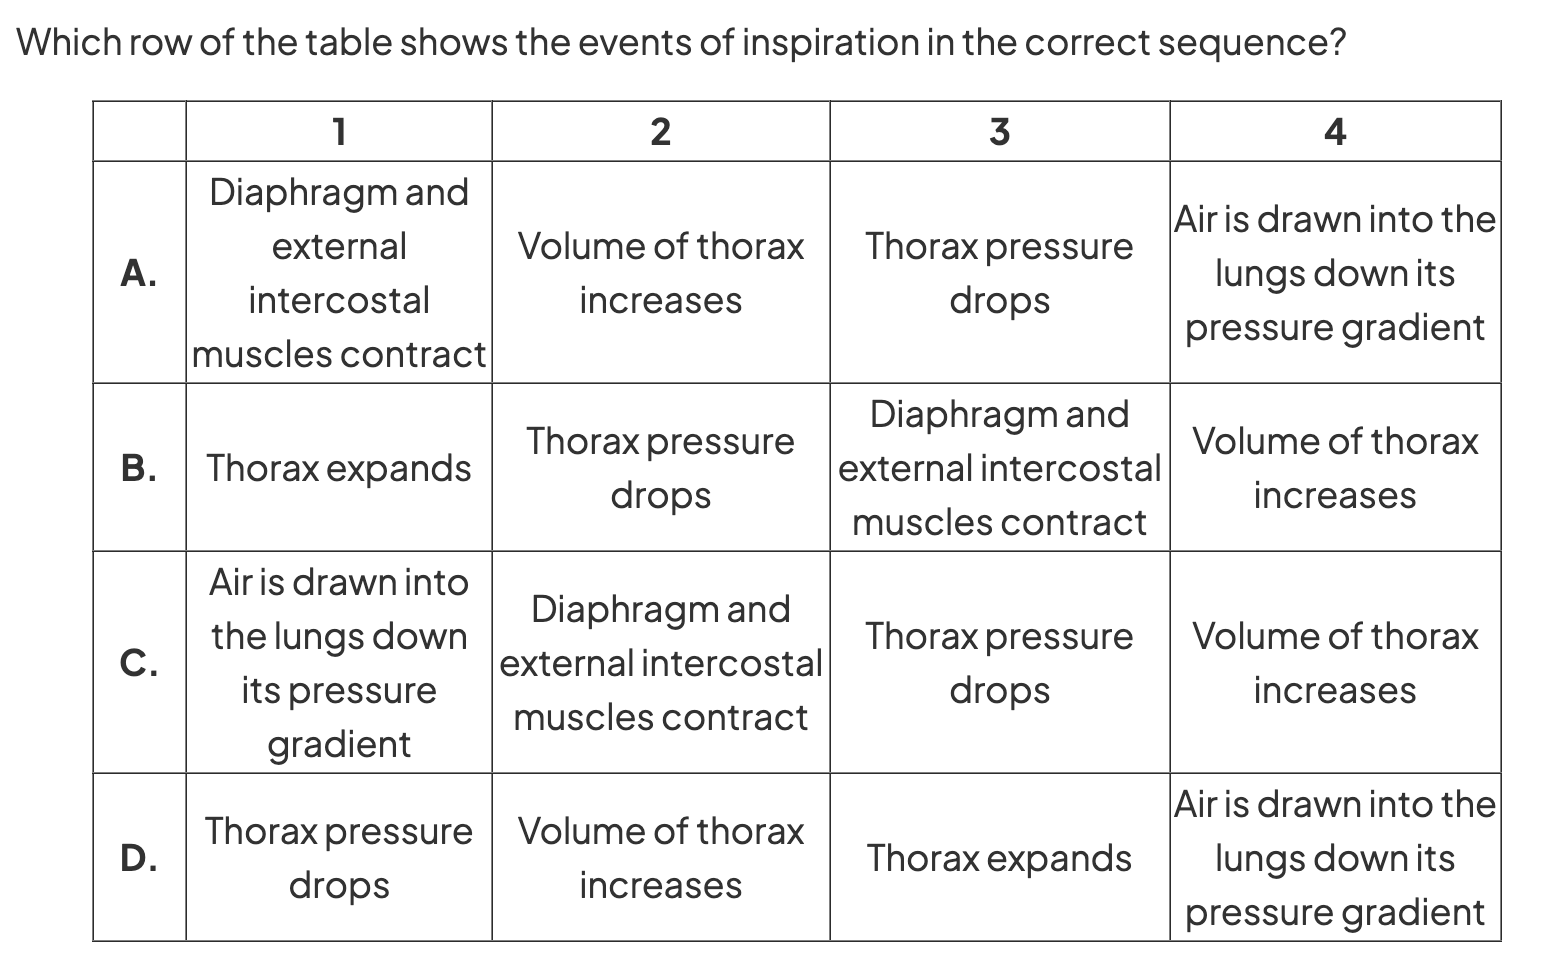 Which row of the table shows the events of inspiration in the correct sequence?
1
2
3
4
A.
Diaphragm and
external
intercostal
muscles contract
Volume of thorax
increases
Thorax pressure
drops
Air is drawn into the
lungs down its
pressure gradient
B.
Thorax expands
Thorax pressure
drops
Diaphragm and
external intercostal
muscles contract
Volume of thorax
increases
C.
Air is drawn into
the lungs down
its pressure
gradient
Diaphragm and
external intercostal
muscles contract
Thorax pressure
drops
Volume of thorax
increases
D.
Thorax pressure
drops
Volume of thorax
increases
Thorax expands
Air is drawn into the
lungs down its
pressure gradient